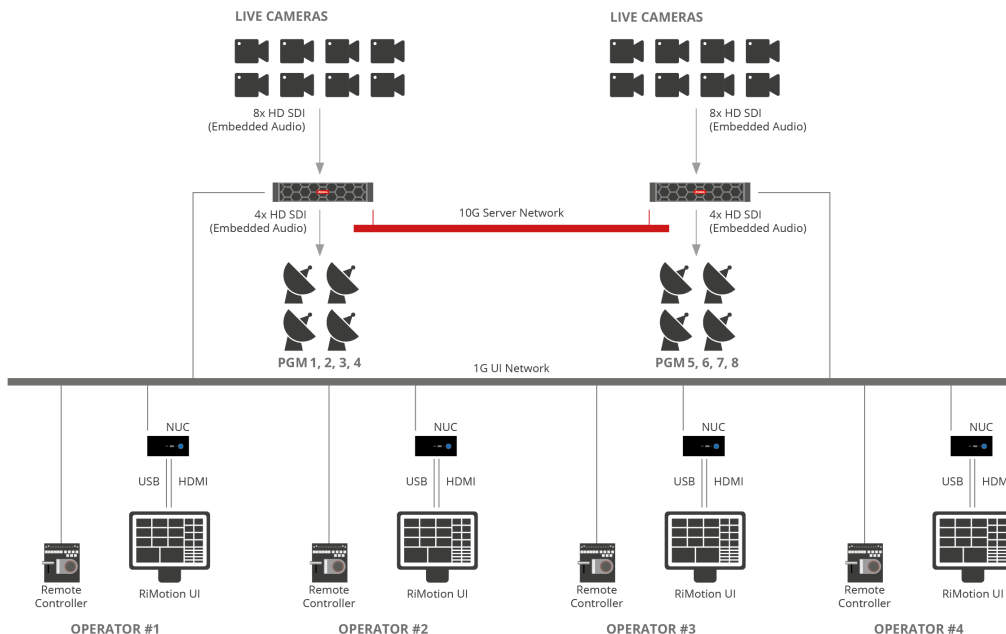 LIVE CAMERAS
LIVE CAMERAS
8x HD SDI
(Embedded Audio)
8x HD SDI
(Embedded Audio)
4x HD SDI
(Embedded Audio)
10G Server Network
4x HD SDI
(Embedded Audio)
PGM 1, 2, 3, 4
PGM 5, 6, 7, 8
1G UI Network
NUC
NUC
NUC
NUC
USB
HDMI
USB
HDMI
USB
HDMI
USB
HDM
Remote
Controller
RiMotion UI
Remote
Controller
RiMotion UI
Remote
Controller
RiMotion UI
Remote
Controller
RiMotion UI
OPERATOR #1
OPERATOR #2
OPERATOR #3
OPERATOR #4